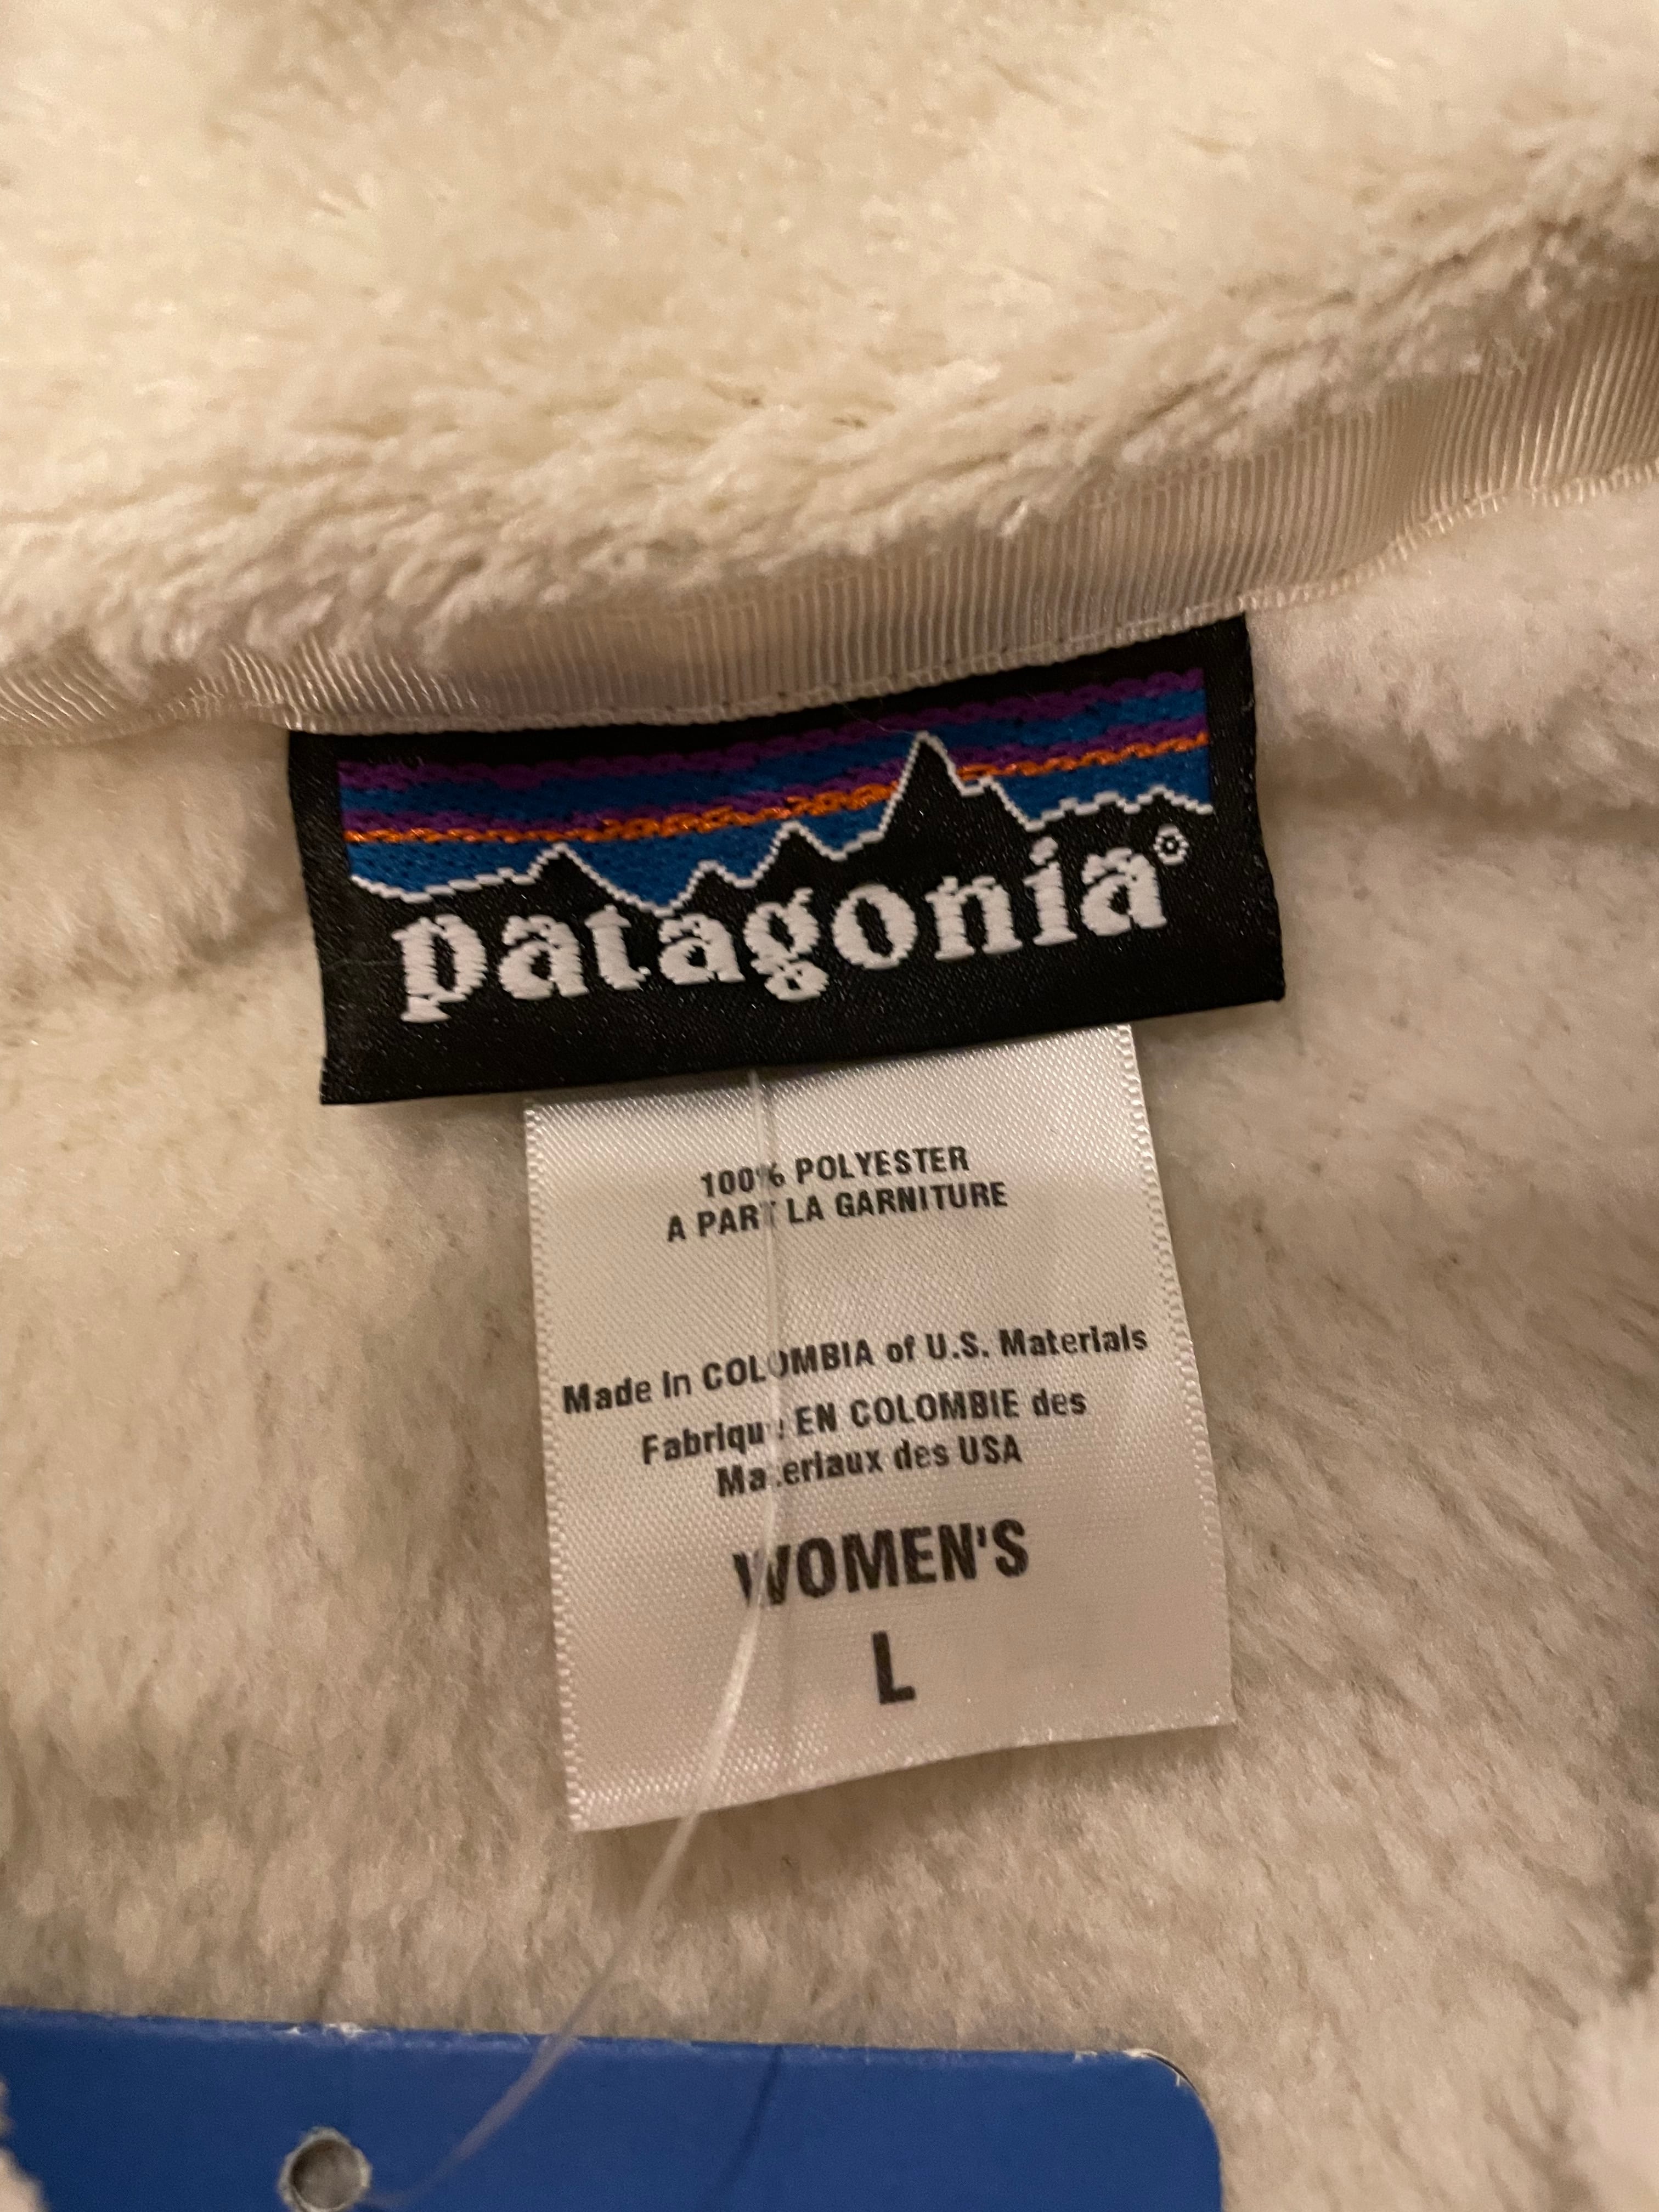 patagonia®
100% POLYESTER
A PART LA GARNITURE
Made in COLOMBIA of U.S. Materials
Fabriqué EN COLOMBIE des
Materiaux des USA
WOMEN'S
L